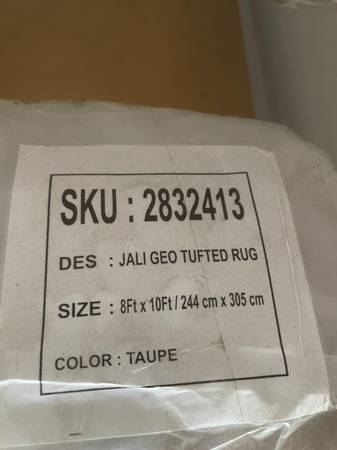 SKU : 2832413
DES : JALI GEO TUFTED RUG
SIZE : 8Ft x 10Ft / 244 cm x 305 cm
COLOR : TAUPE